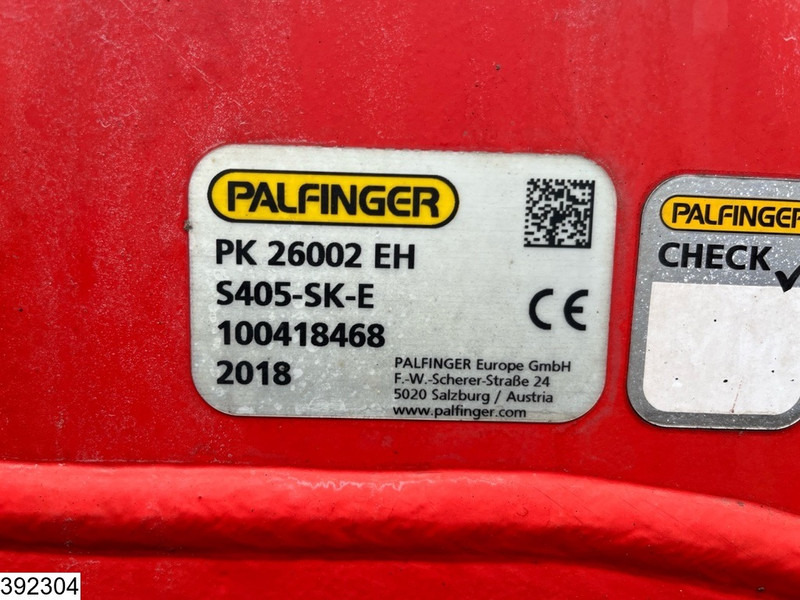 PALFINGER
PK 26002 EH
S405-SK-E
100418468
2018
CE
PALFINGER Europe GmbH
F.-W.-Scherer-Straße 24
5020 Salzburg / Austria
www.palfinger.com
PALFINGER
CHECK
392304